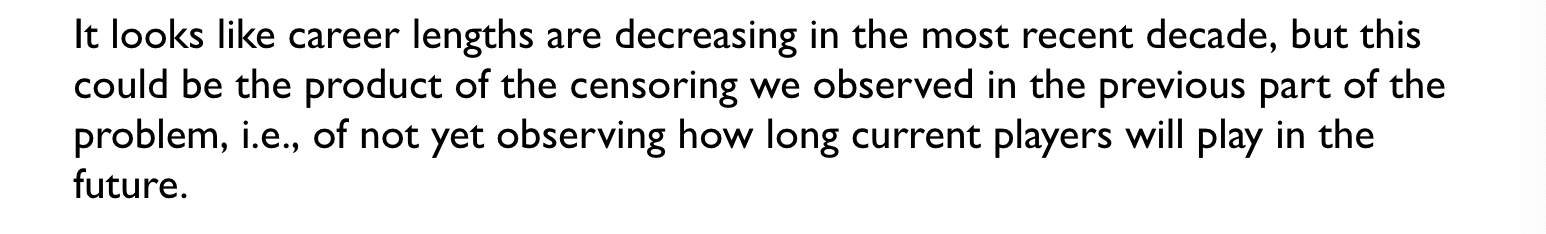 It looks like career lengths are decreasing in the most recent decade, but this
could be the product of the censoring we observed in the previous part of the
problem, i.e., of not yet observing how long current players will play in the
future.